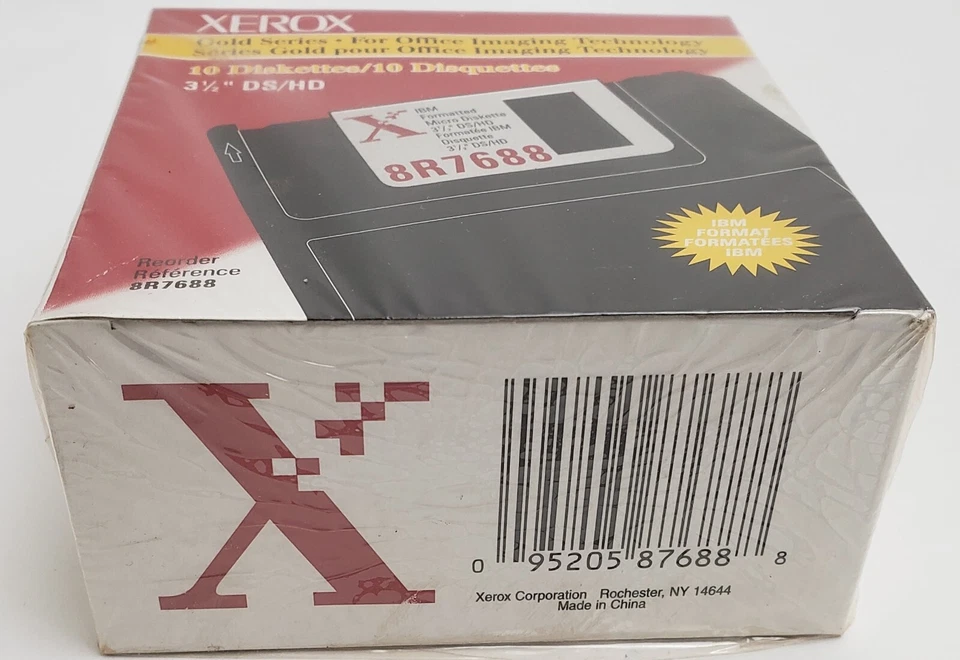 XEROX
Gold Series • For Office Imaging Technology
Séries Gold pour Office Imaging Technology
10 Diskettes/10 Disquettes
3½" DS/HD
X
IBM
Formatted
Micro Diskette
3½" DS/HD
Formatée IBM
Disquette
3½" DS/HD
8R7688
IBM
FORMAT
FORMATÉES
IBM
Reorder
Référence
8R7688
X
0 95205 87688 8
Xerox Corporation Rochester, NY 14644
Made in China